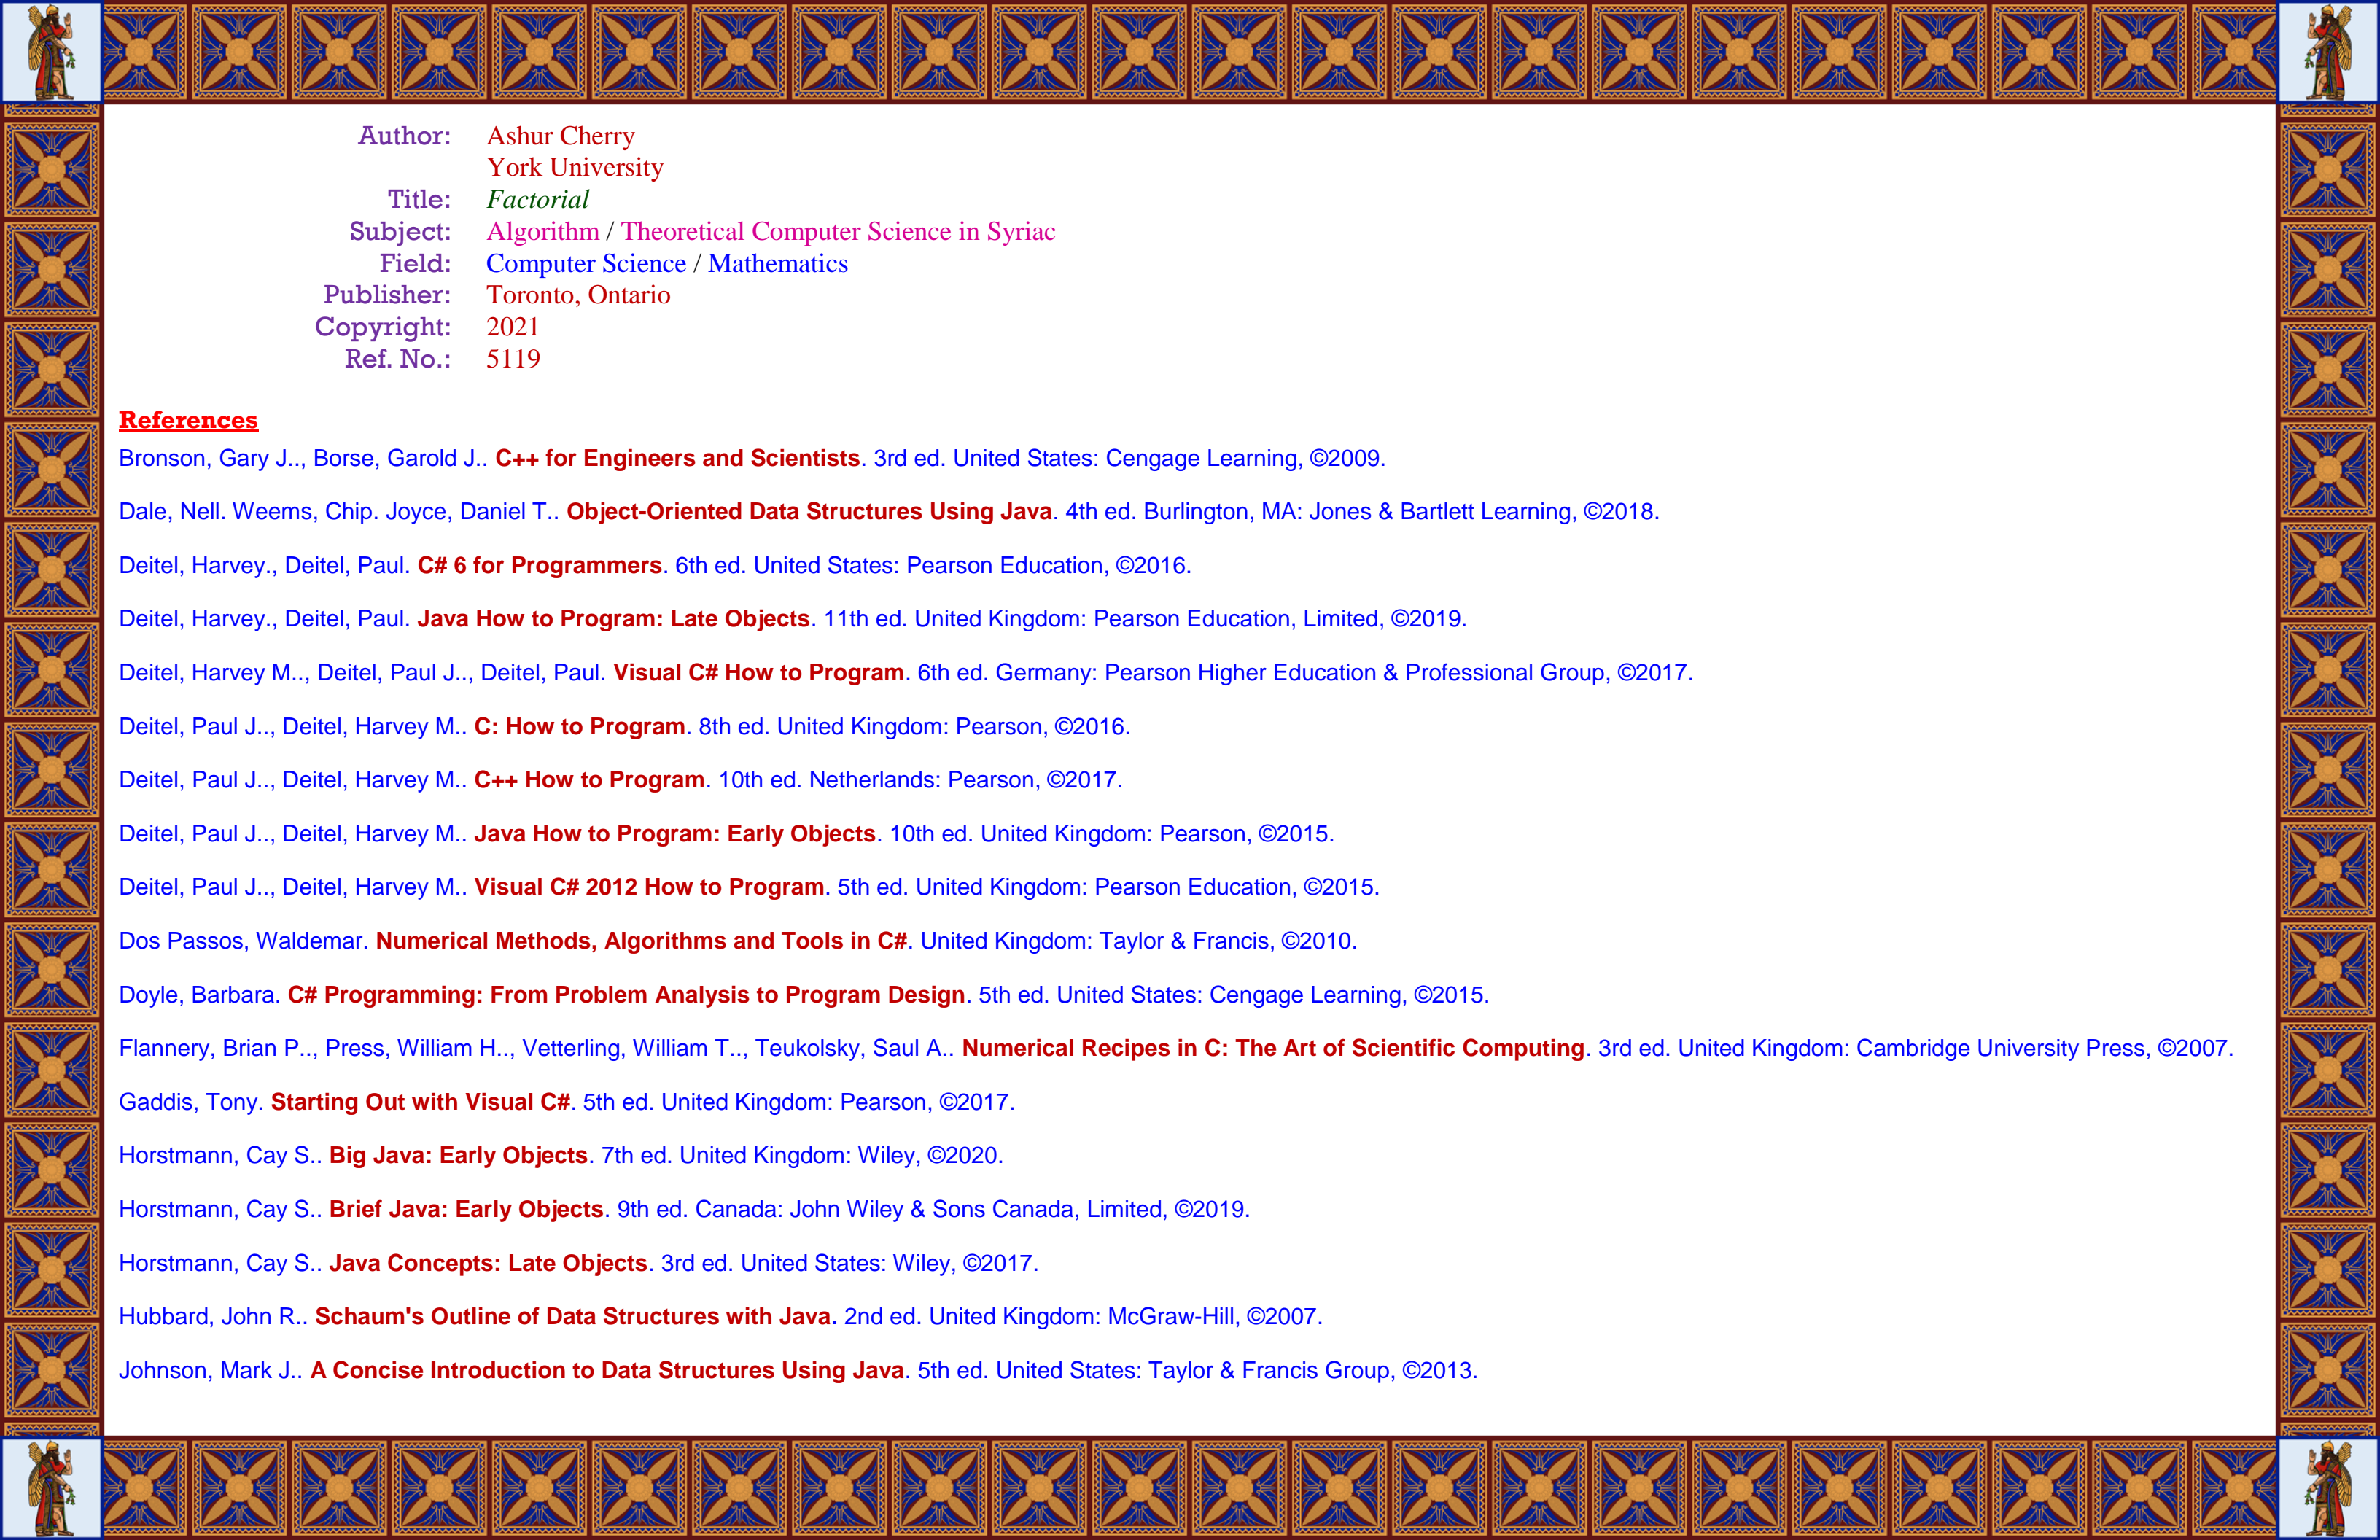 Author: Ashur Cherry
York University
Title: Factorial
Subject: Algorithm / Theoretical Computer Science in Syriac
Field: Computer Science / Mathematics
Publisher: Toronto, Ontario
Copyright: 2021
Ref. No.: 5119
References
Bronson, Gary J.., Borse, Garold J.. C++ for Engineers and Scientists. 3rd ed. United States: Cengage Learning, ©2009.
Dale, Nell. Weems, Chip. Joyce, Daniel T.. Object-Oriented Data Structures Using Java. 4th ed. Burlington, MA: Jones & Bartlett Learning, ©2018.
Deitel, Harvey., Deitel, Paul. C# 6 for Programmers. 6th ed. United States: Pearson Education, ©2016.
Deitel, Harvey., Deitel, Paul. Java How to Program: Late Objects. 11th ed. United Kingdom: Pearson Education, Limited, ©2019.
Deitel, Harvey M.., Deitel, Paul J.., Deitel, Paul. Visual C# How to Program. 6th ed. Germany: Pearson Higher Education & Professional Group, ©2017.
Deitel, Paul J.., Deitel, Harvey M.. C: How to Program. 8th ed. United Kingdom: Pearson, ©2016.
Deitel, Paul J.., Deitel, Harvey M.. C++ How to Program. 10th ed. Netherlands: Pearson, ©2017.
Deitel, Paul J.., Deitel, Harvey M.. Java How to Program: Early Objects. 10th ed. United Kingdom: Pearson, ©2015.
Deitel, Paul J.., Deitel, Harvey M.. Visual C# 2012 How to Program. 5th ed. United Kingdom: Pearson Education, ©2015.
Dos Passos, Waldemar. Numerical Methods, Algorithms and Tools in C#. United Kingdom: Taylor & Francis, ©2010.
Doyle, Barbara. C# Programming: From Problem Analysis to Program Design. 5th ed. United States: Cengage Learning, ©2015.
Flannery, Brian P.., Press, William H.., Vetterling, William T.., Teukolsky, Saul A.. Numerical Recipes in C: The Art of Scientific Computing. 3rd ed. United Kingdom: Cambridge University Press, ©2007.
Gaddis, Tony. Starting Out with Visual C#. 5th ed. United Kingdom: Pearson, ©2017.
Horstmann, Cay S.. Big Java: Early Objects. 7th ed. United Kingdom: Wiley, ©2020.
Horstmann, Cay S.. Brief Java: Early Objects. 9th ed. Canada: John Wiley & Sons Canada, Limited, ©2019.
Horstmann, Cay S.. Java Concepts: Late Objects. 3rd ed. United States: Wiley, ©2017.
Hubbard, John R.. Schaum's Outline of Data Structures with Java. 2nd ed. United Kingdom: McGraw-Hill, ©2007.
Johnson, Mark J.. A Concise Introduction to Data Structures Using Java. 5th ed. United States: Taylor & Francis Group, ©2013.